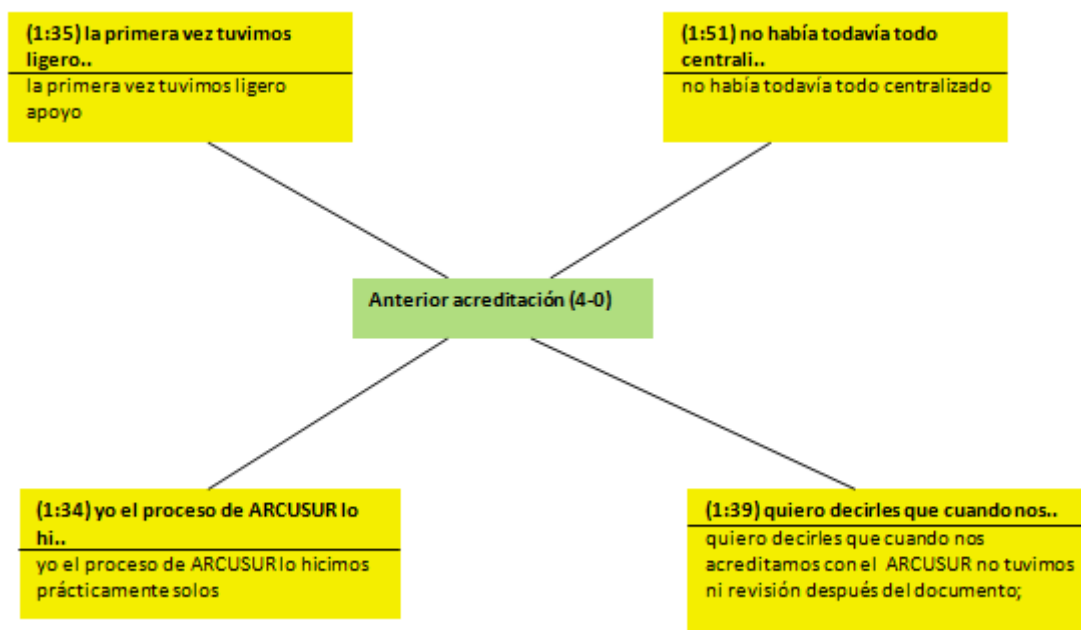 (1:35) la primera vez tuvimos
ligero..
la primera vez tuvimos ligero
apoyo
(1:51) no había todavía todo
centrali..
no había todavía todo centralizado
Anterior acreditación (4-0)
(1:34) yo el proceso de ARCUSUR lo
hi..
yo el proceso de ARCUSUR lo hicimos
prácticamente solos
(1:39) quiero decirles que cuando nos..
quiero decirles que cuando nos
acreditamos con el ARCUSUR no tuvimos
ni revisión después del documento;